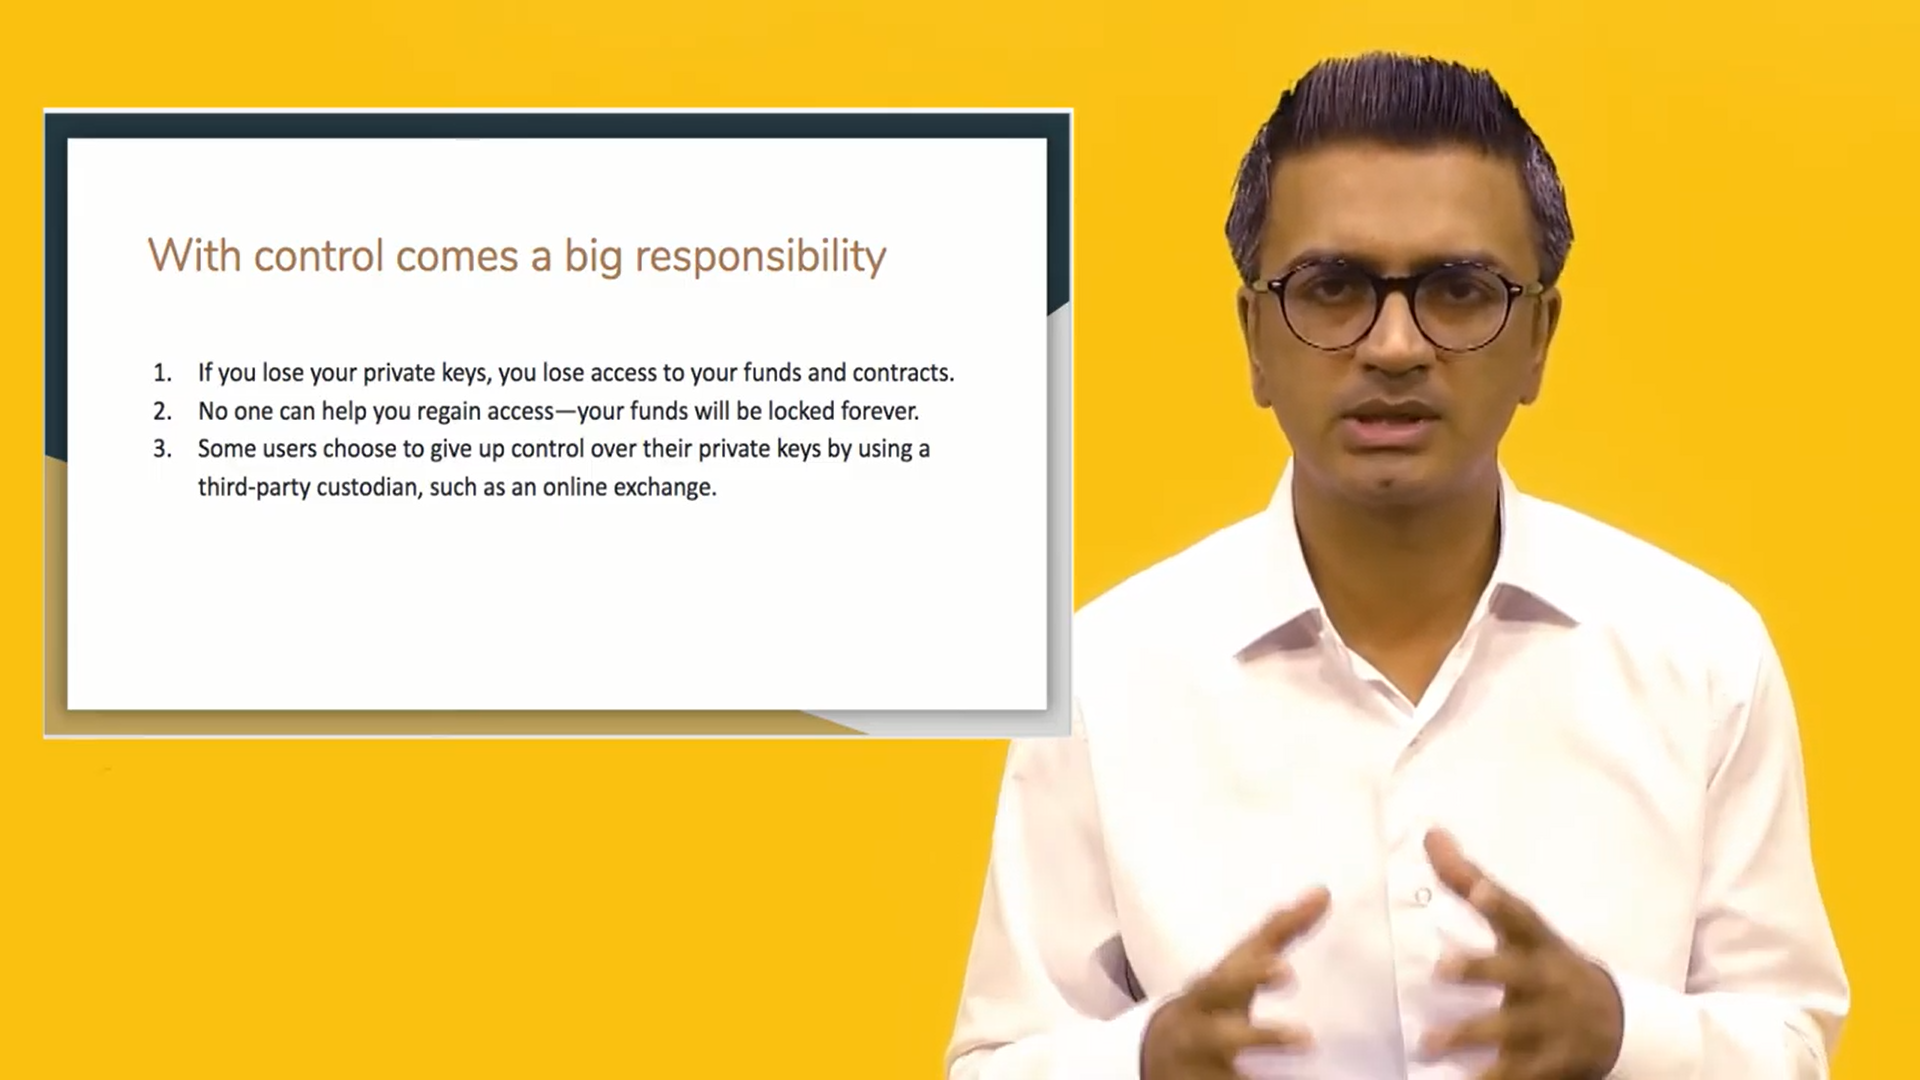 With control comes a big responsibility
1. If you lose your private keys, you lose access to your funds and contracts.
2. No one can help you regain access—your funds will be locked forever.
3. Some users choose to give up control over their private keys by using a
third-party custodian, such as an online exchange.